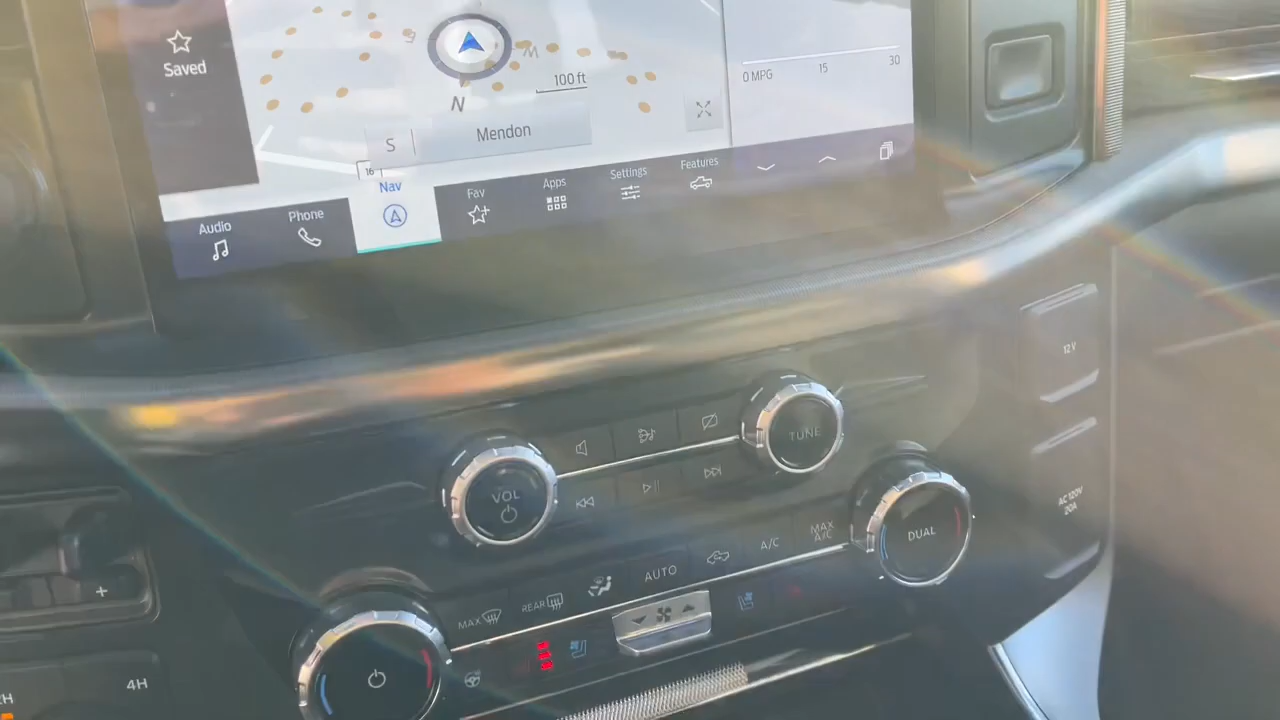 Saved
100 ft
N
M
S
Mendon
16
0 MPG 15 30
Audio
Phone
Nav
Fav
Apps
Settings
Features
12V
AC 120V
20A
TUNE
VOL
DUAL
MAX
REAR
AUTO
A/C
MAX
A/C
4H